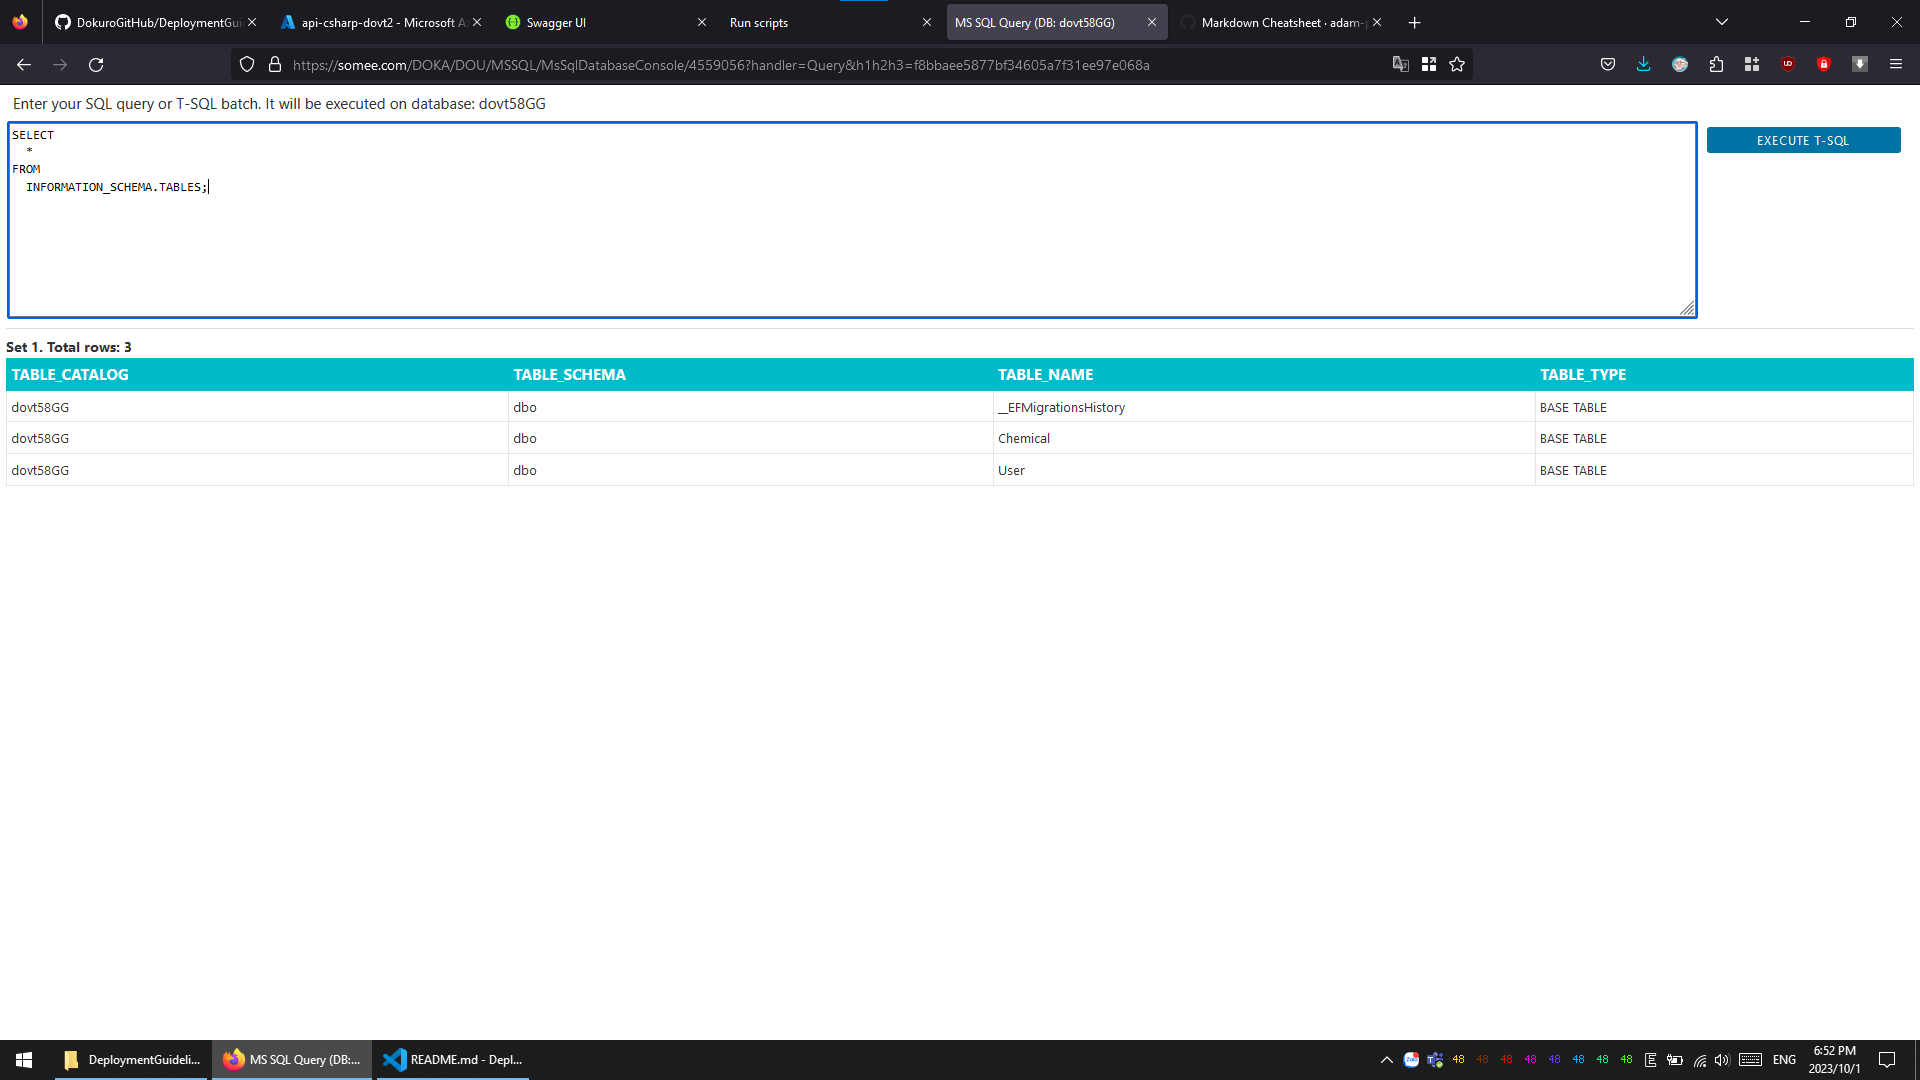 DokuroGitHub/DeploymentGui
api-csharp-dovt2 - Microsoft A
Swagger UI
Run scripts
MS SQL Query (DB: dovt58GG)
Markdown Cheatsheet · adam-
https://somee.com/DOKA/DOU/MSSQL/MsSqlDatabaseConsole/4559056?handler=Query&h1h2h3=f8bbaee5877bf34605a7f31ee97e068a
Enter your SQL query or T-SQL batch. It will be executed on database: dovt58GG
SELECT
*
FROM
INFORMATION_SCHEMA.TABLES;
EXECUTE T-SQL
Set 1. Total rows: 3
TABLE_CATALOG TABLE_SCHEMA TABLE_NAME TABLE_TYPE
dovt58GG dbo __EFMigrationsHistory BASE TABLE
dovt58GG dbo Chemical BASE TABLE
dovt58GG dbo User BASE TABLE
DeploymentGuideli...
MS SQL Query (DB:...
README.md - Depl...
48 48 48 48 48 48 48 48
ENG
6:52 PM
2023/10/1